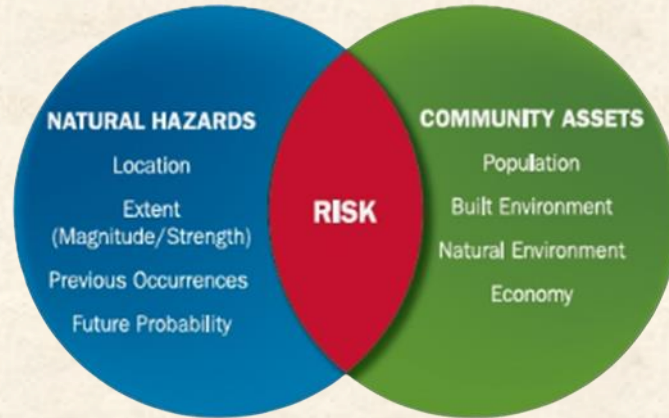 NATURAL HAZARDS
Location
Extent
(Magnitude/Strength)
Previous Occurrences
Future Probability
RISK
COMMUNITY ASSETS
Population
Built Environment
Natural Environment
Economy